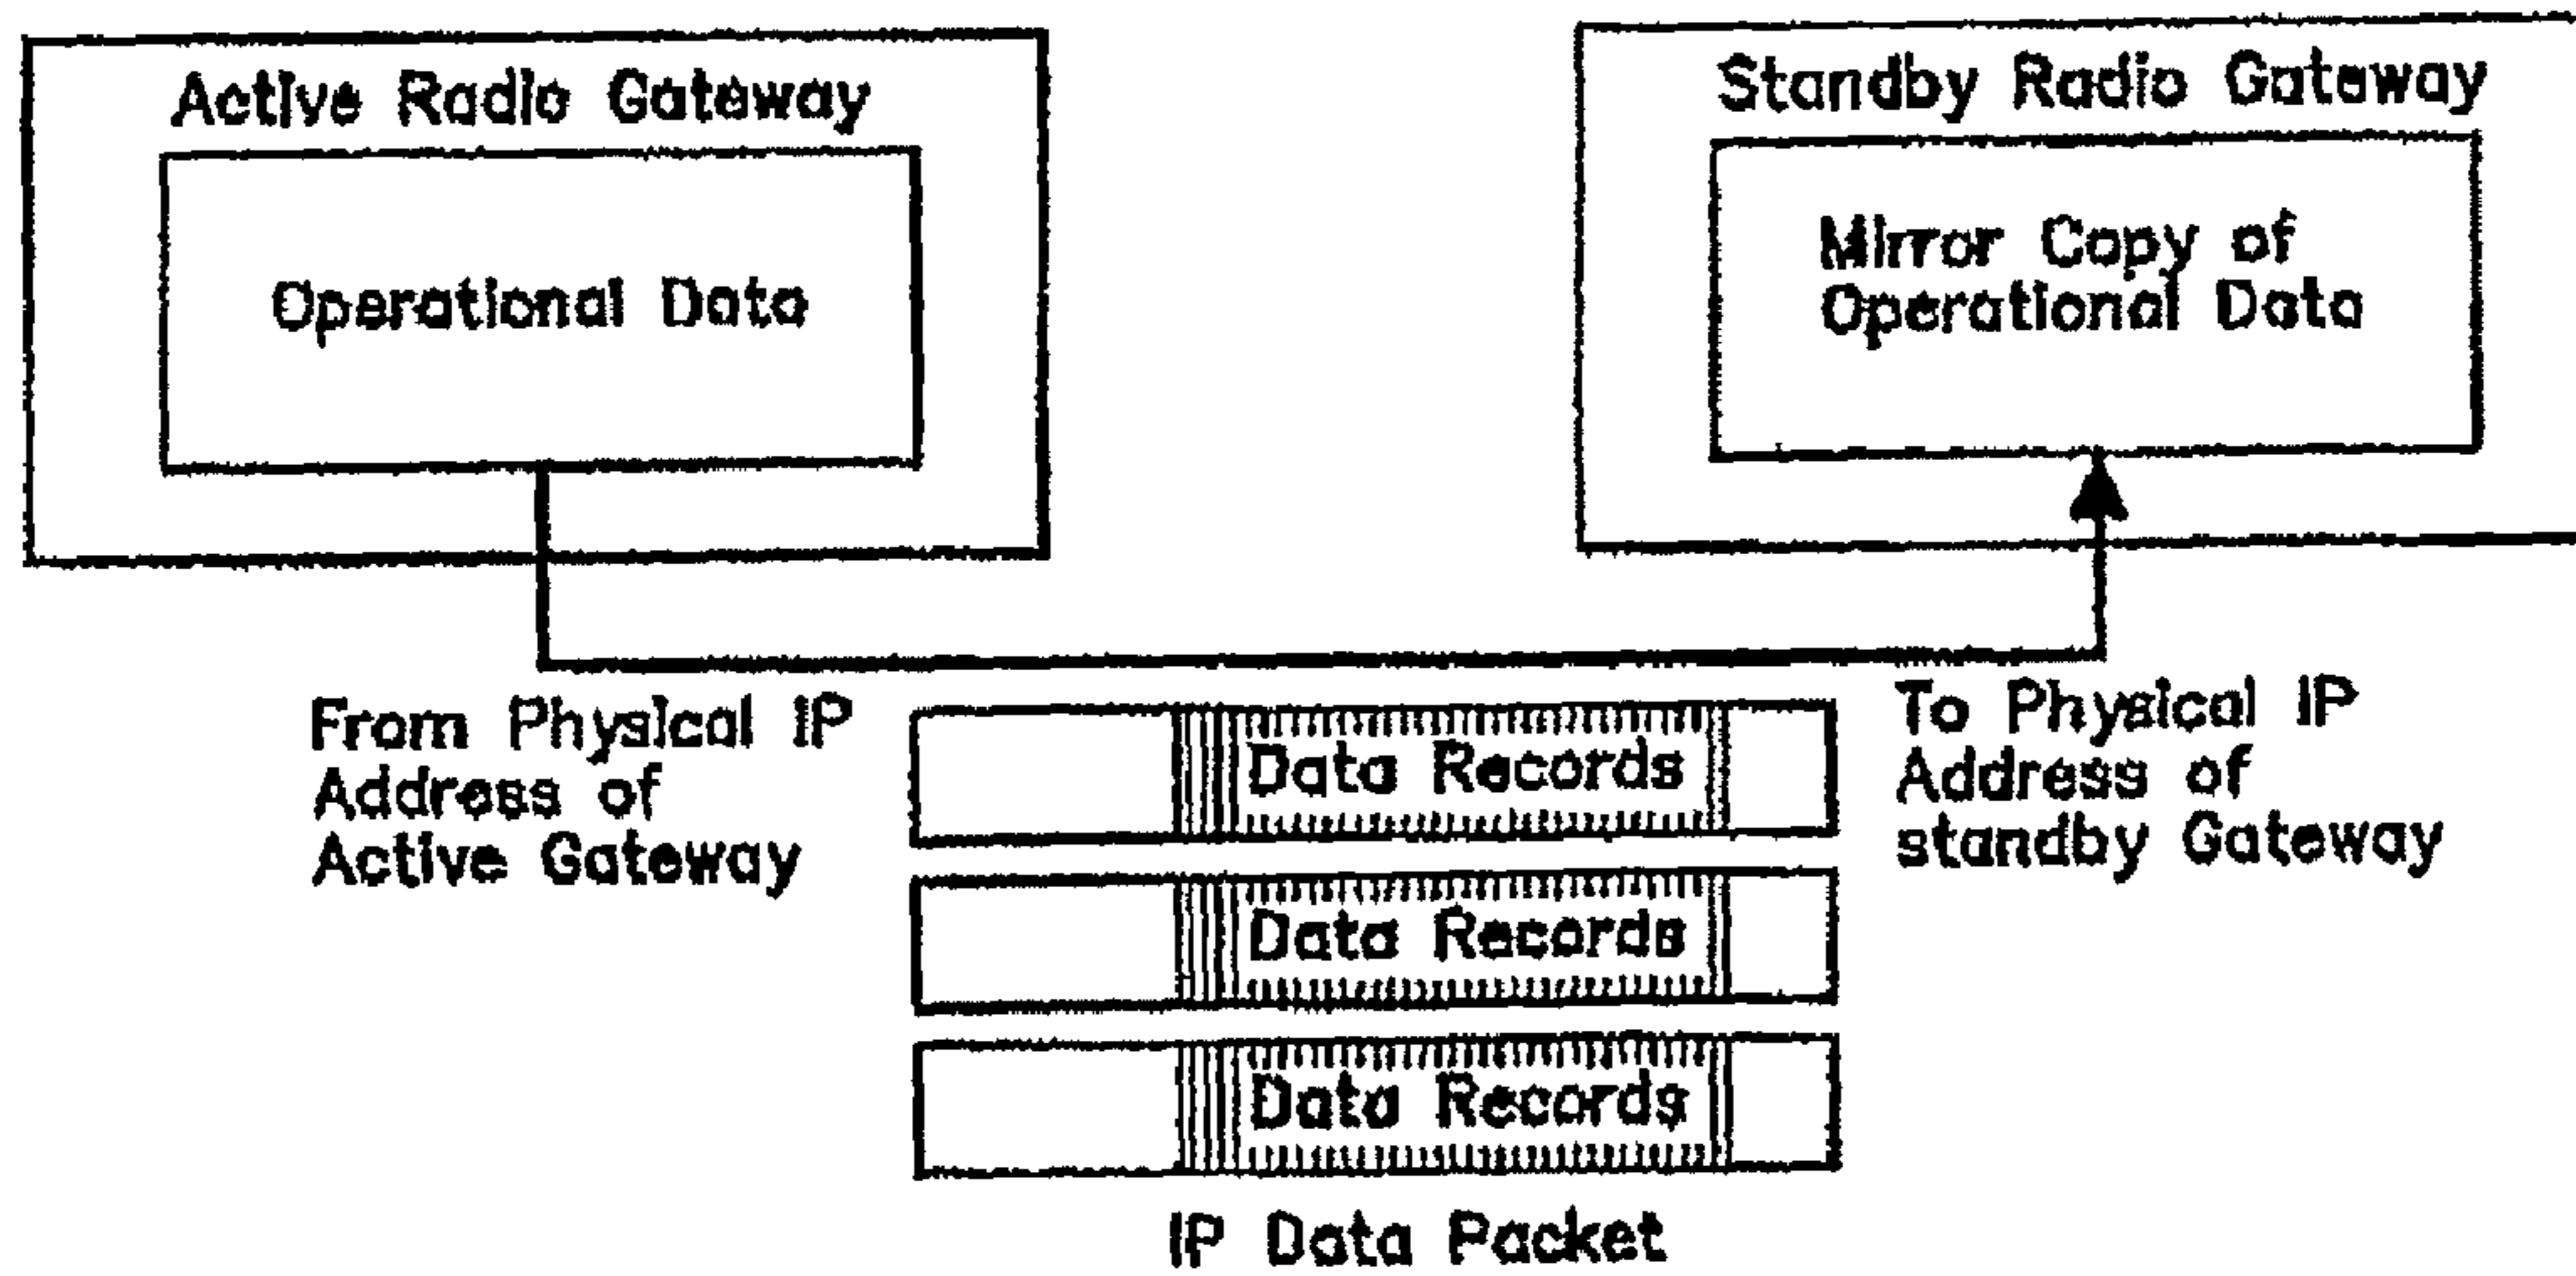 Active Radio Gateway
Operational Data
Standby Radio Gateway
Mirror Copy of
Operational Data
From Physical IP
Address of
Active Gateway
To Physical IP
Address of
standby Gateway
Data Records
Data Records
Data Records
IP Data Packet